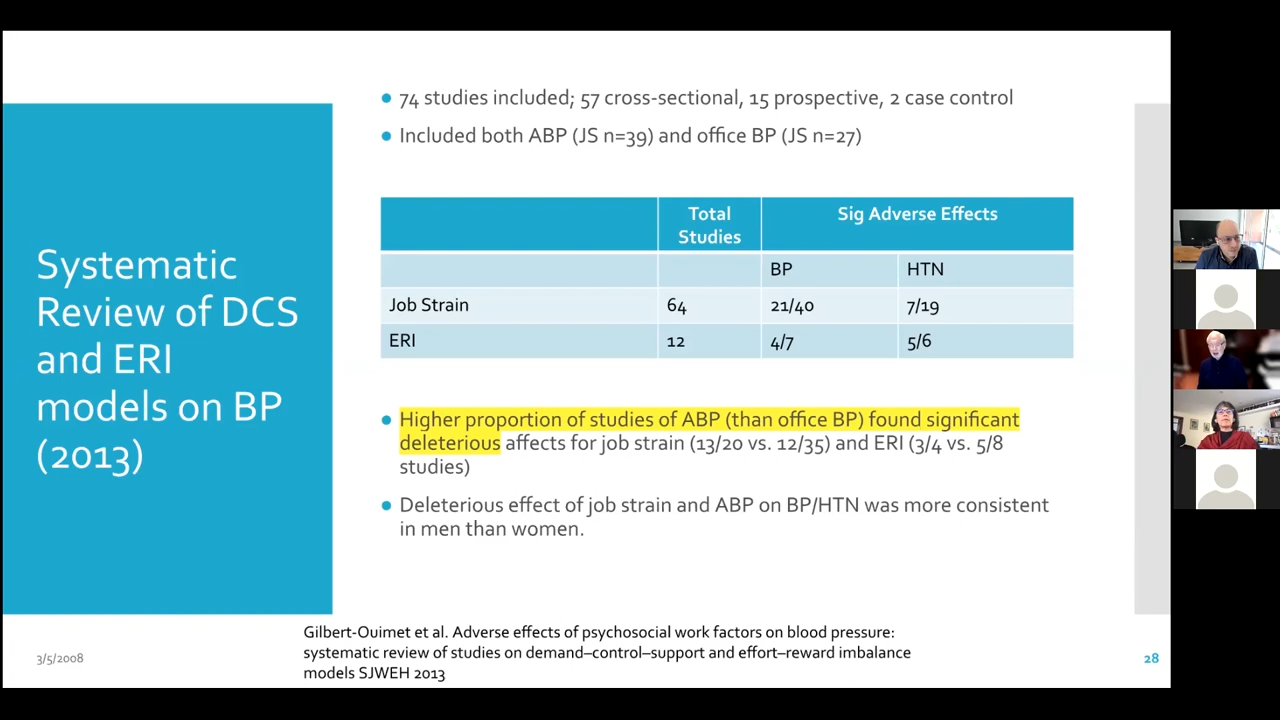 Systematic
Review of DCS
and ERI
models on BP
(2013)
● 74 studies included; 57 cross-sectional, 15 prospective, 2 case control
● Included both ABP (JS n=39) and office BP (JS n=27)
Total
Studies
Sig Adverse Effects
BP HTN
Job Strain 64 21/40 7/19
ERI 12 4/7 5/6
● Higher proportion of studies of ABP (than office BP) found significant
deleterious affects for job strain (13/20 vs. 12/35) and ERI (3/4 vs. 5/8
studies)
● Deleterious effect of job strain and ABP on BP/HTN was more consistent
in men than women.
Gilbert-Ouimet et al. Adverse effects of psychosocial work factors on blood pressure:
systematic review of studies on demand–control–support and effort–reward imbalance
models SJWEH 2013
3/5/2008
28